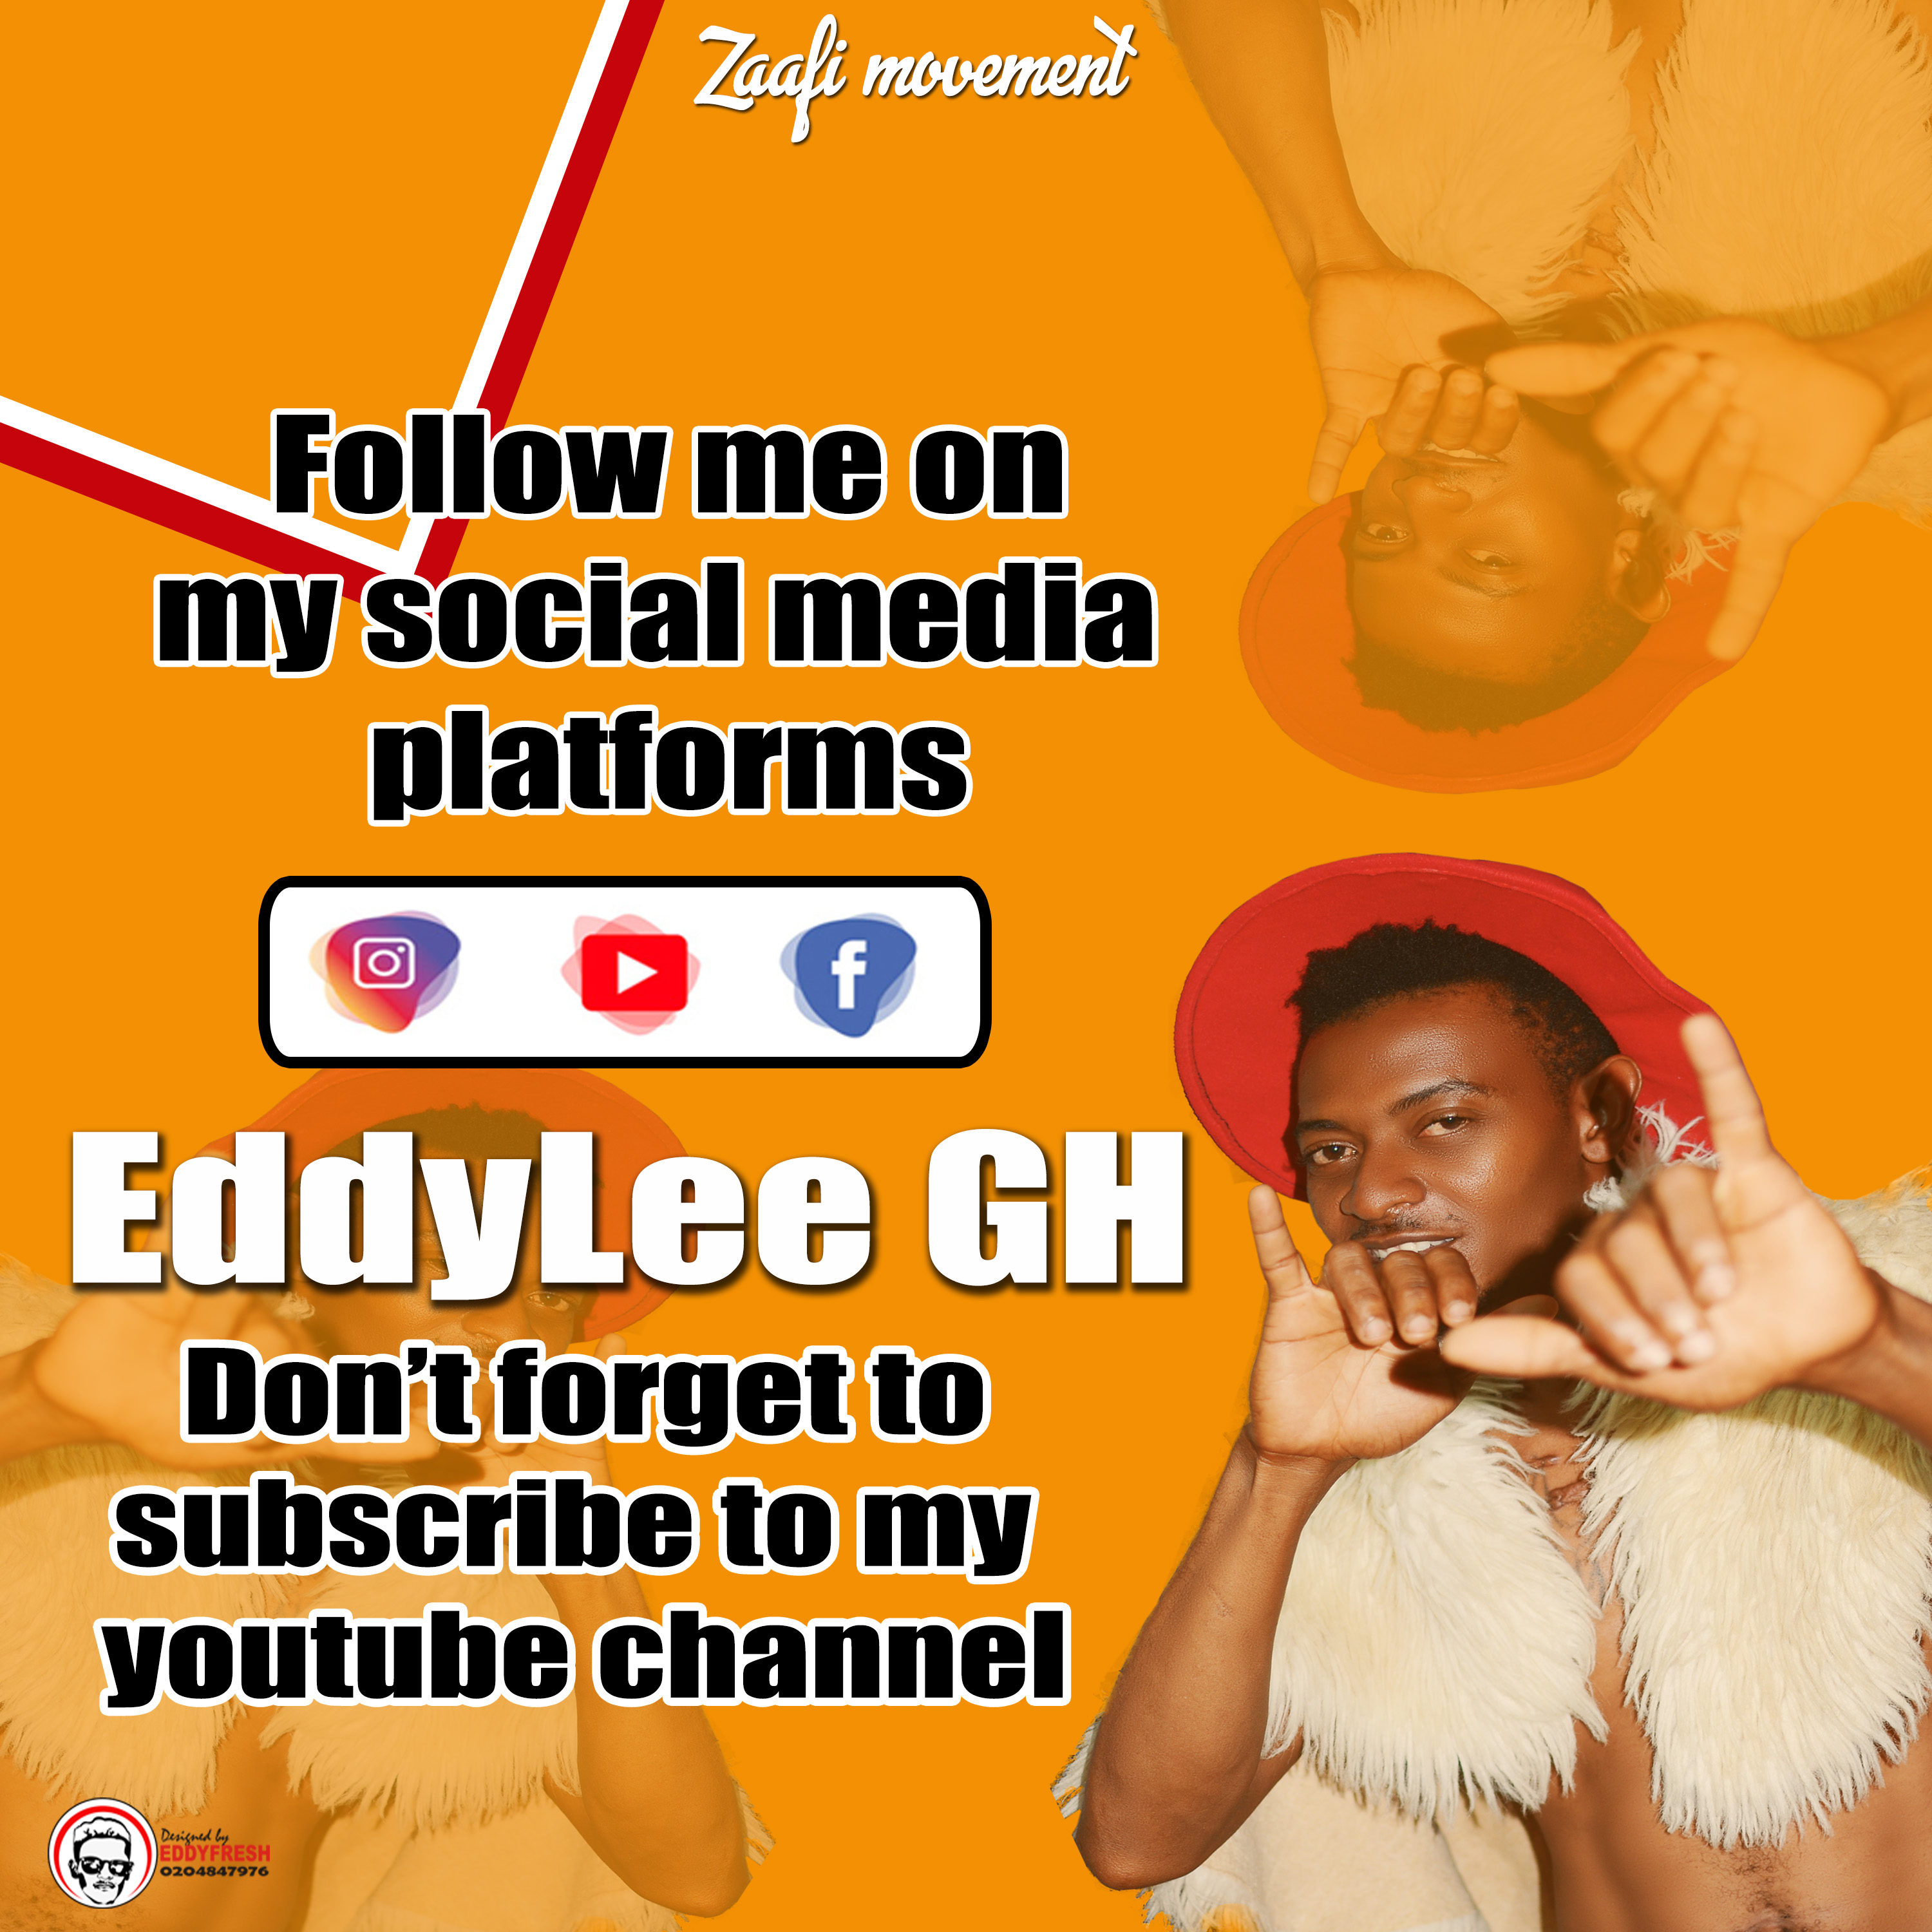 Zaafi movement
Follow me on
my social media
platforms
EddyLee GH
Don't forget to
subscribe to my
youtube channel
Designed by
EDDYFRESH
0204847976